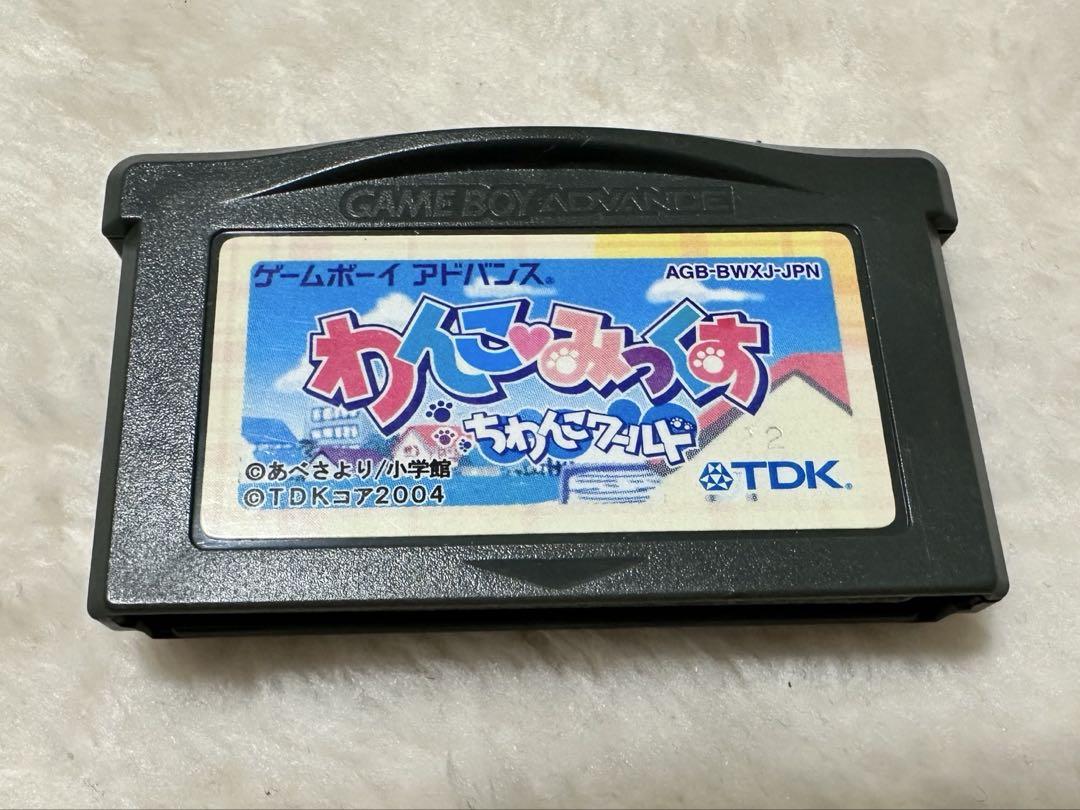 GAME BOY ADVANCE
ゲームボーイ アドバンス®
AGB-BWXJ-JPN
わんこ♥みっくす
ちわんこワールド
12
©あべさより/小学館
©TDKコア2004
TDK®